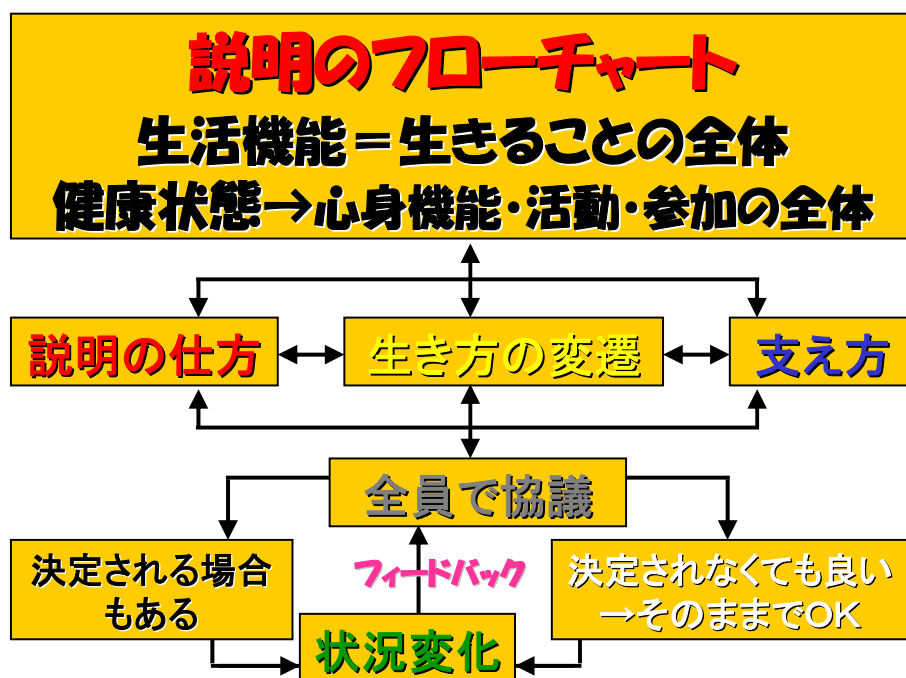 説明のフローチャート
生活機能＝生きることの全体
健康状態→心身機能・活動・参加の全体
説明の仕方
生き方の変遷
支え方
全員で協議
決定される場合
もある
フィードバック
決定されなくても良い
→そのままでOK
状況変化